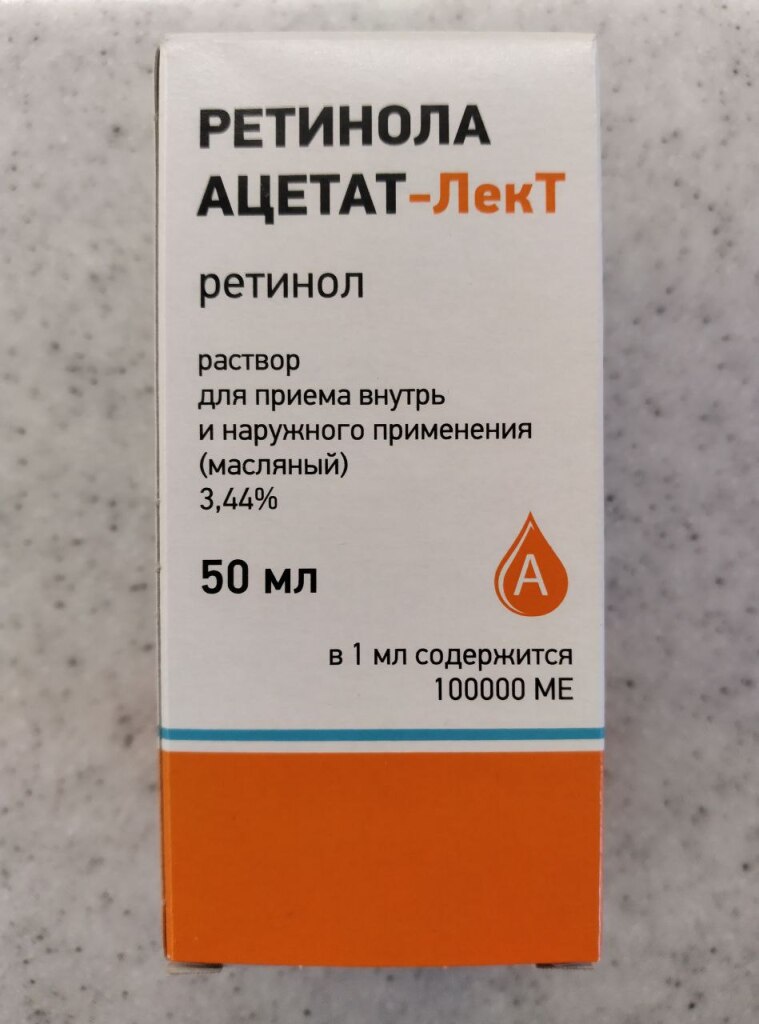 РЕТИНОЛА
АЦЕТАТ-ЛекТ
ретинол
раствор
для приема внутрь
и наружного применения
(масляный)
3,44%
50 мл
А
в 1 мл содержится
100000 МЕ